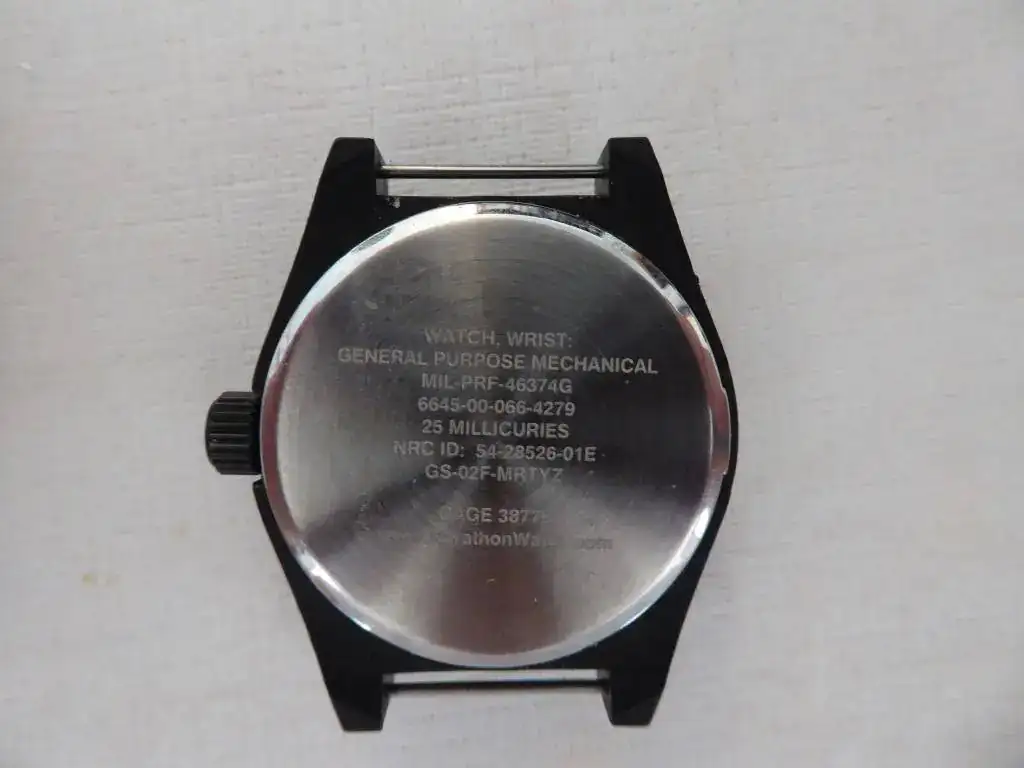 WATCH, WRIST:
GENERAL PURPOSE MECHANICAL
MIL-PRF-46374G
6645-00-066-4279
25 MILLICURIES
NRC ID: 54-28526-01E
GS-02F-MRTYZ
CAGE